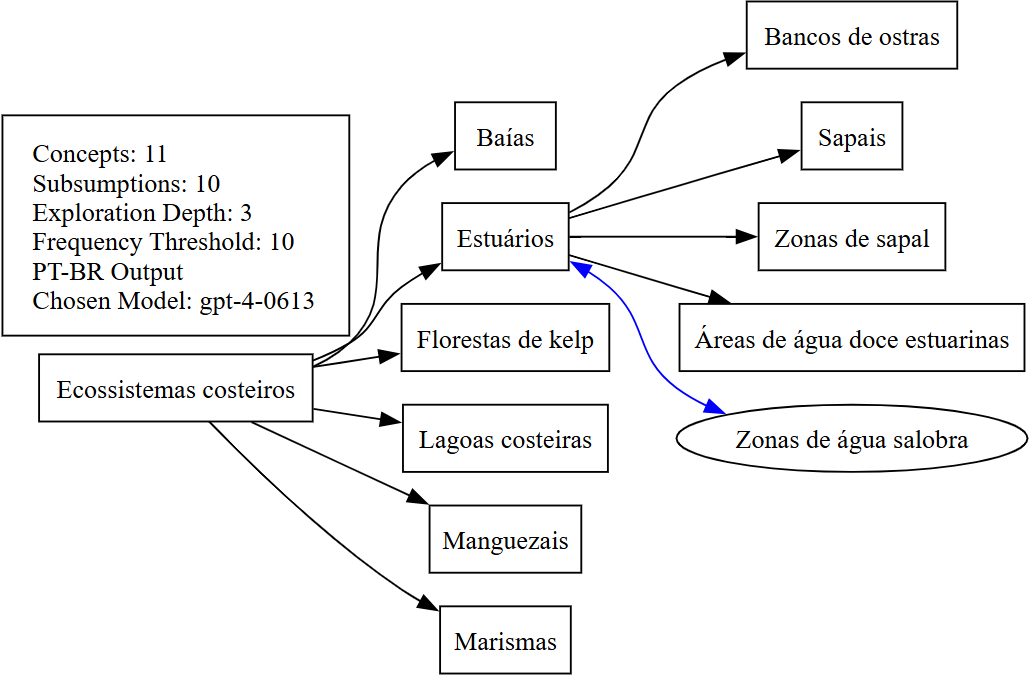 Concepts: 11
Subsumptions: 10
Exploration Depth: 3
Frequency Threshold: 10
PT-BR Output
Chosen Model: gpt-4-0613
Ecossistemas costeiros
Baías
Estuários
Florestas de kelp
Lagoas costeiras
Manguezais
Marismas
Bancos de ostras
Sapais
Zonas de sapal
Áreas de água doce estuarinas
Zonas de água salobra